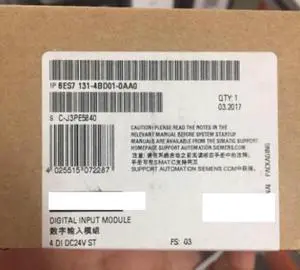 1P 6ES7 131-4BD01-0AA0
QTY: 1
03.2017
S C-J3PE5840
CAUTION! PLEASE READ THE NOTES IN THE
RELEVANT MANUAL BEFORE SYSTEM STARTUP
MANUALS ARE AVAILABLE FROM THE SIMATIC SUPPORT
HOMEPAGE SUPPORT.AUTOMATION.SIEMENS.COM
SUPPORT.AUTOMATION.SIEMENS.COM
4 025515 072287
DIGITAL INPUT MODULE
数字输入模组
4 DI DC24V ST
FS: 03
PACKAGING